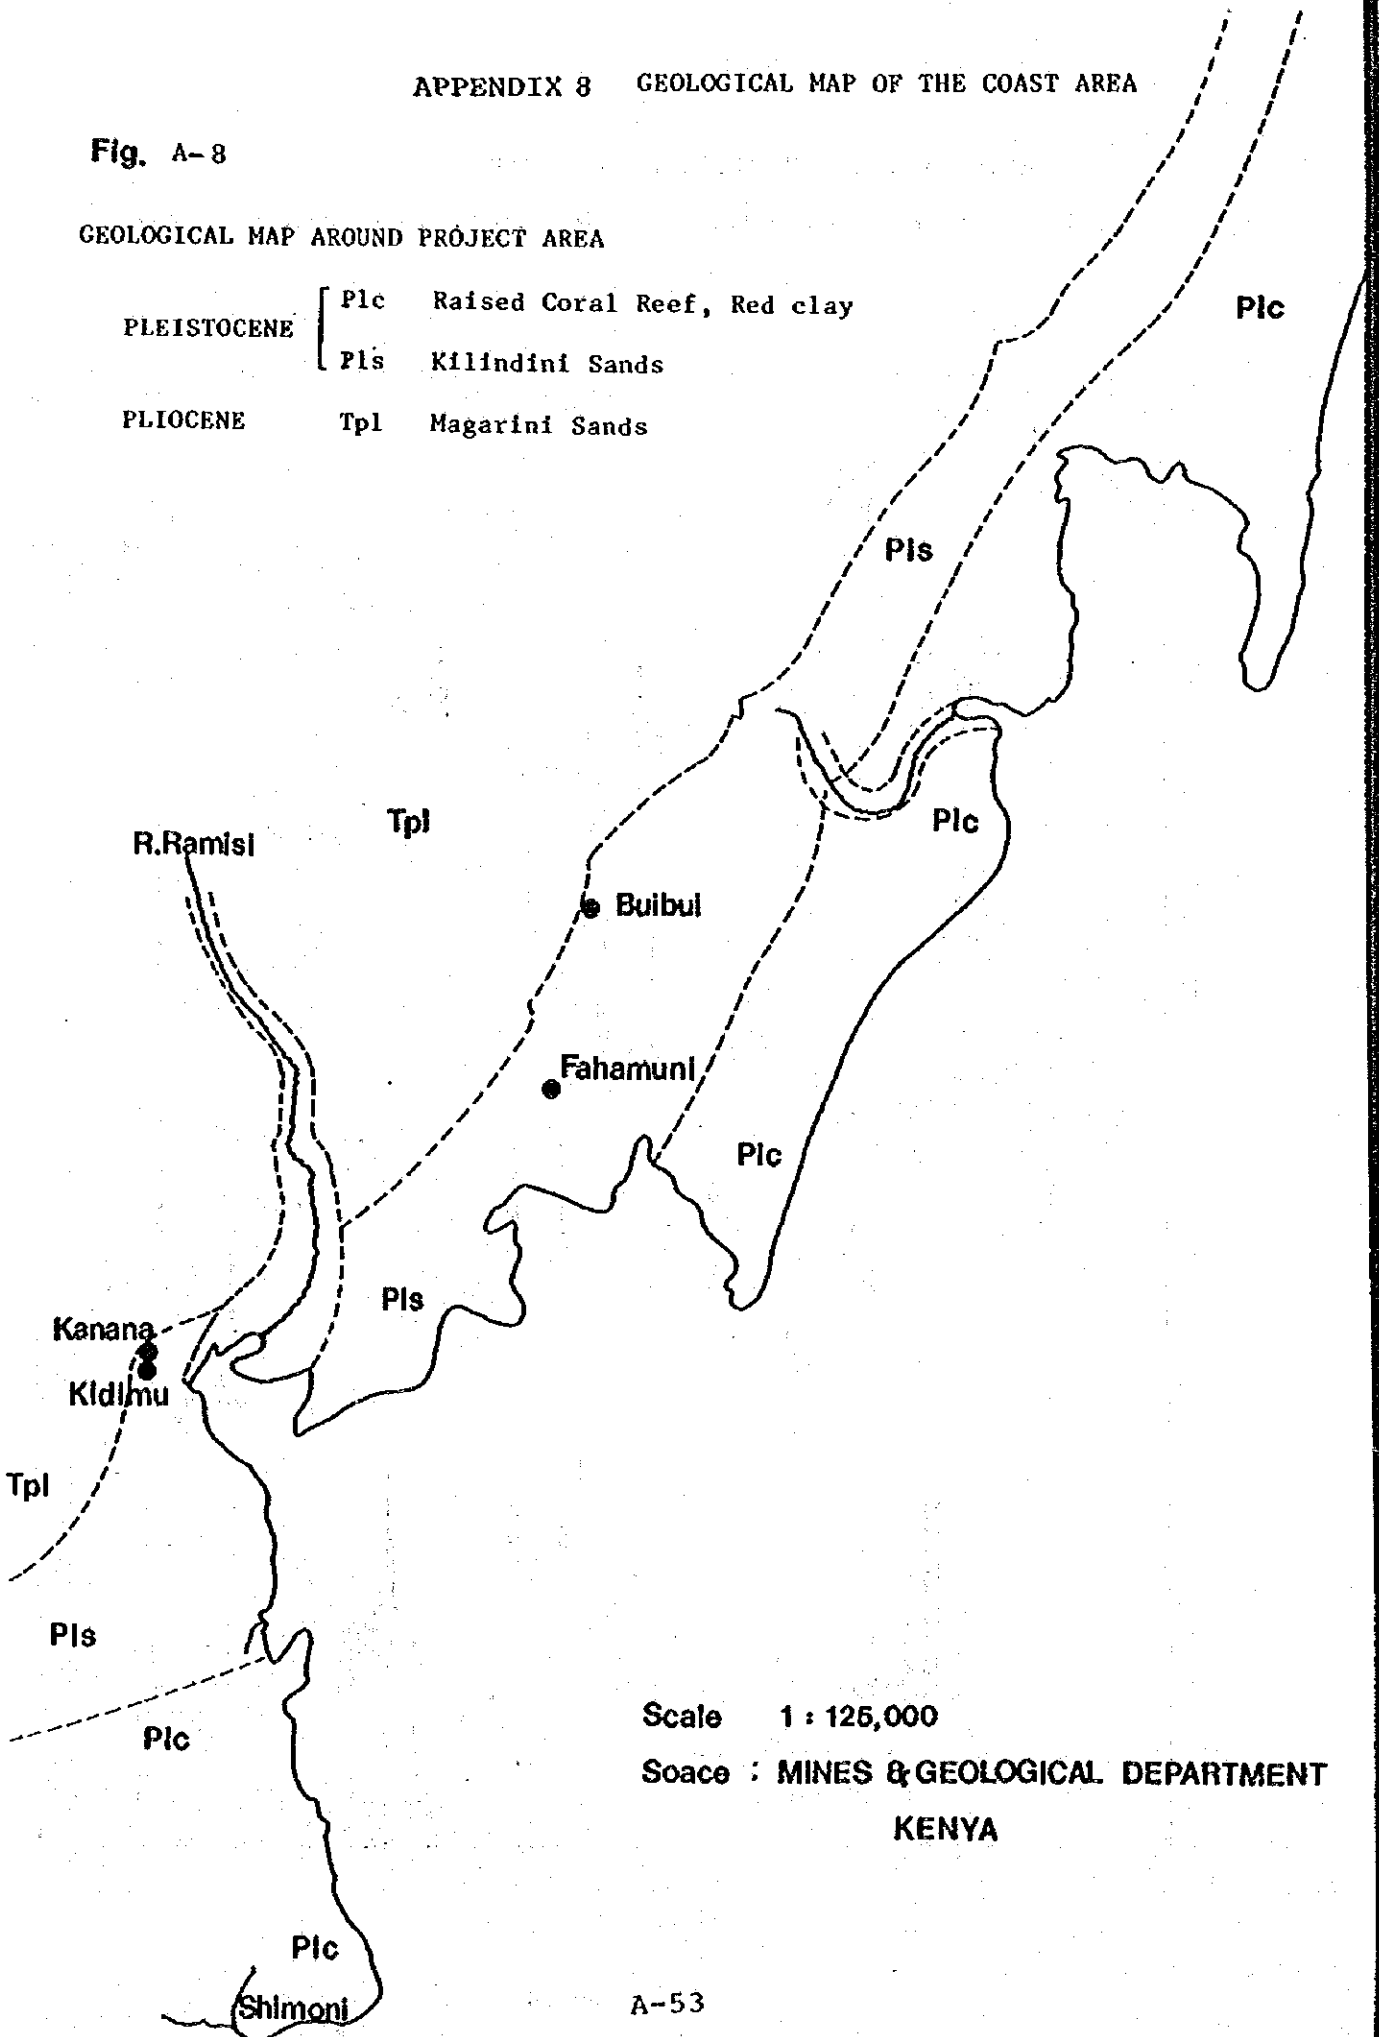 APPENDIX 8 GEOLOGICAL MAP OF THE COAST AREA
Fig. A-8
GEOLOGICAL MAP AROUND PROJECT AREA
PLEISTOCENE
Plc Raised Coral Reef, Red clay
Pls Kilindini Sands
PLIOCENE Tpl Magarini Sands
Plc
Pls
Tpl
Plc
R.Ramisi
Buibui
Fahamuni
Plc
Pls
Kanana
Kidimu
Tpl
Pls
Plc
Scale 1 : 125,000
Soace : MINES & GEOLOGICAL DEPARTMENT
KENYA
Plc
Shimoni
A-53